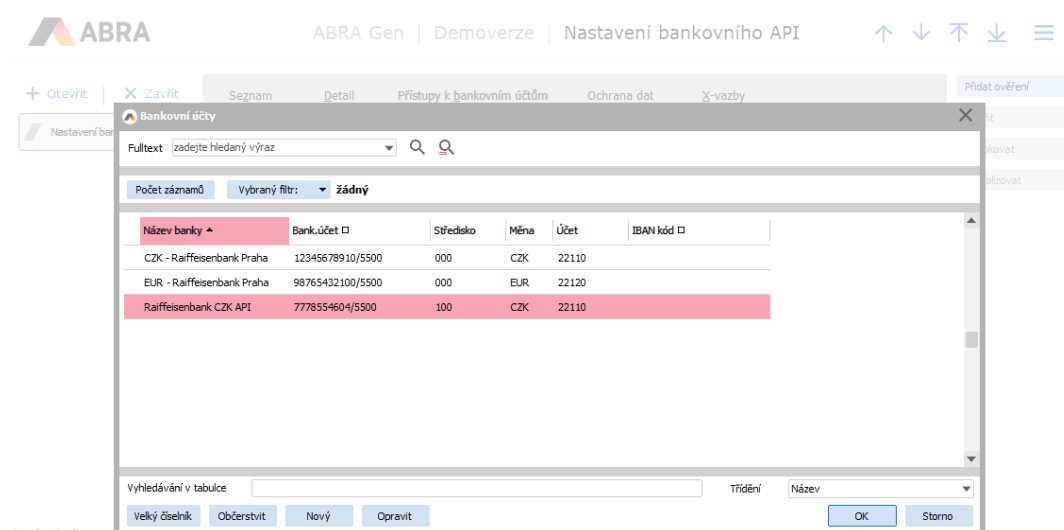 ABRA ABRA Gen | Demoverze | Nastavení bankovního API
Otevřít Zavřít Seznam Detail Přístupy k bankovním účtům Ochrana dat X-vazby Přidat ověření
Bankovní účty
Nastavení bar
Fulltext zadejte hledaný výraz
Počet záznamů Vybraný filtr: žádný
Název banky Bank.účet Středisko Měna Účet IBAN kód
CZK - Raiffeisenbank Praha 12345678910/5500 000 CZK 22110
EUR - Raiffeisenbank Praha 98765432100/5500 000 EUR 22120
Raiffeisenbank CZK API 7778554604/5500 100 CZK 22110
Vyhledávání v tabulce Třídění Název
Velký číselník Občerstvit Nový Opravit OK Storno